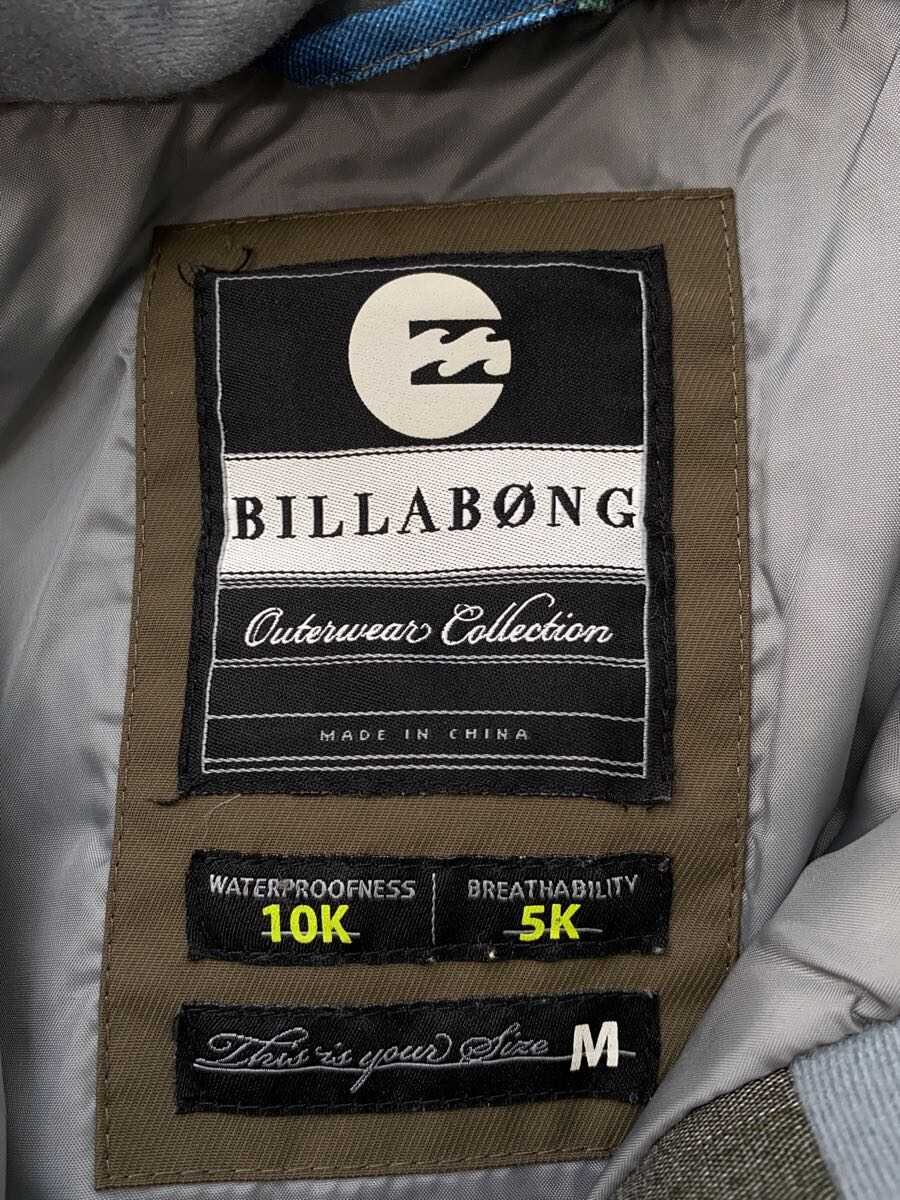 BILLABØNG
Outerwear Collection
MADE IN CHINA
WATERPROOFNESS BREATHABILITY
10K 5K
This is your Size M